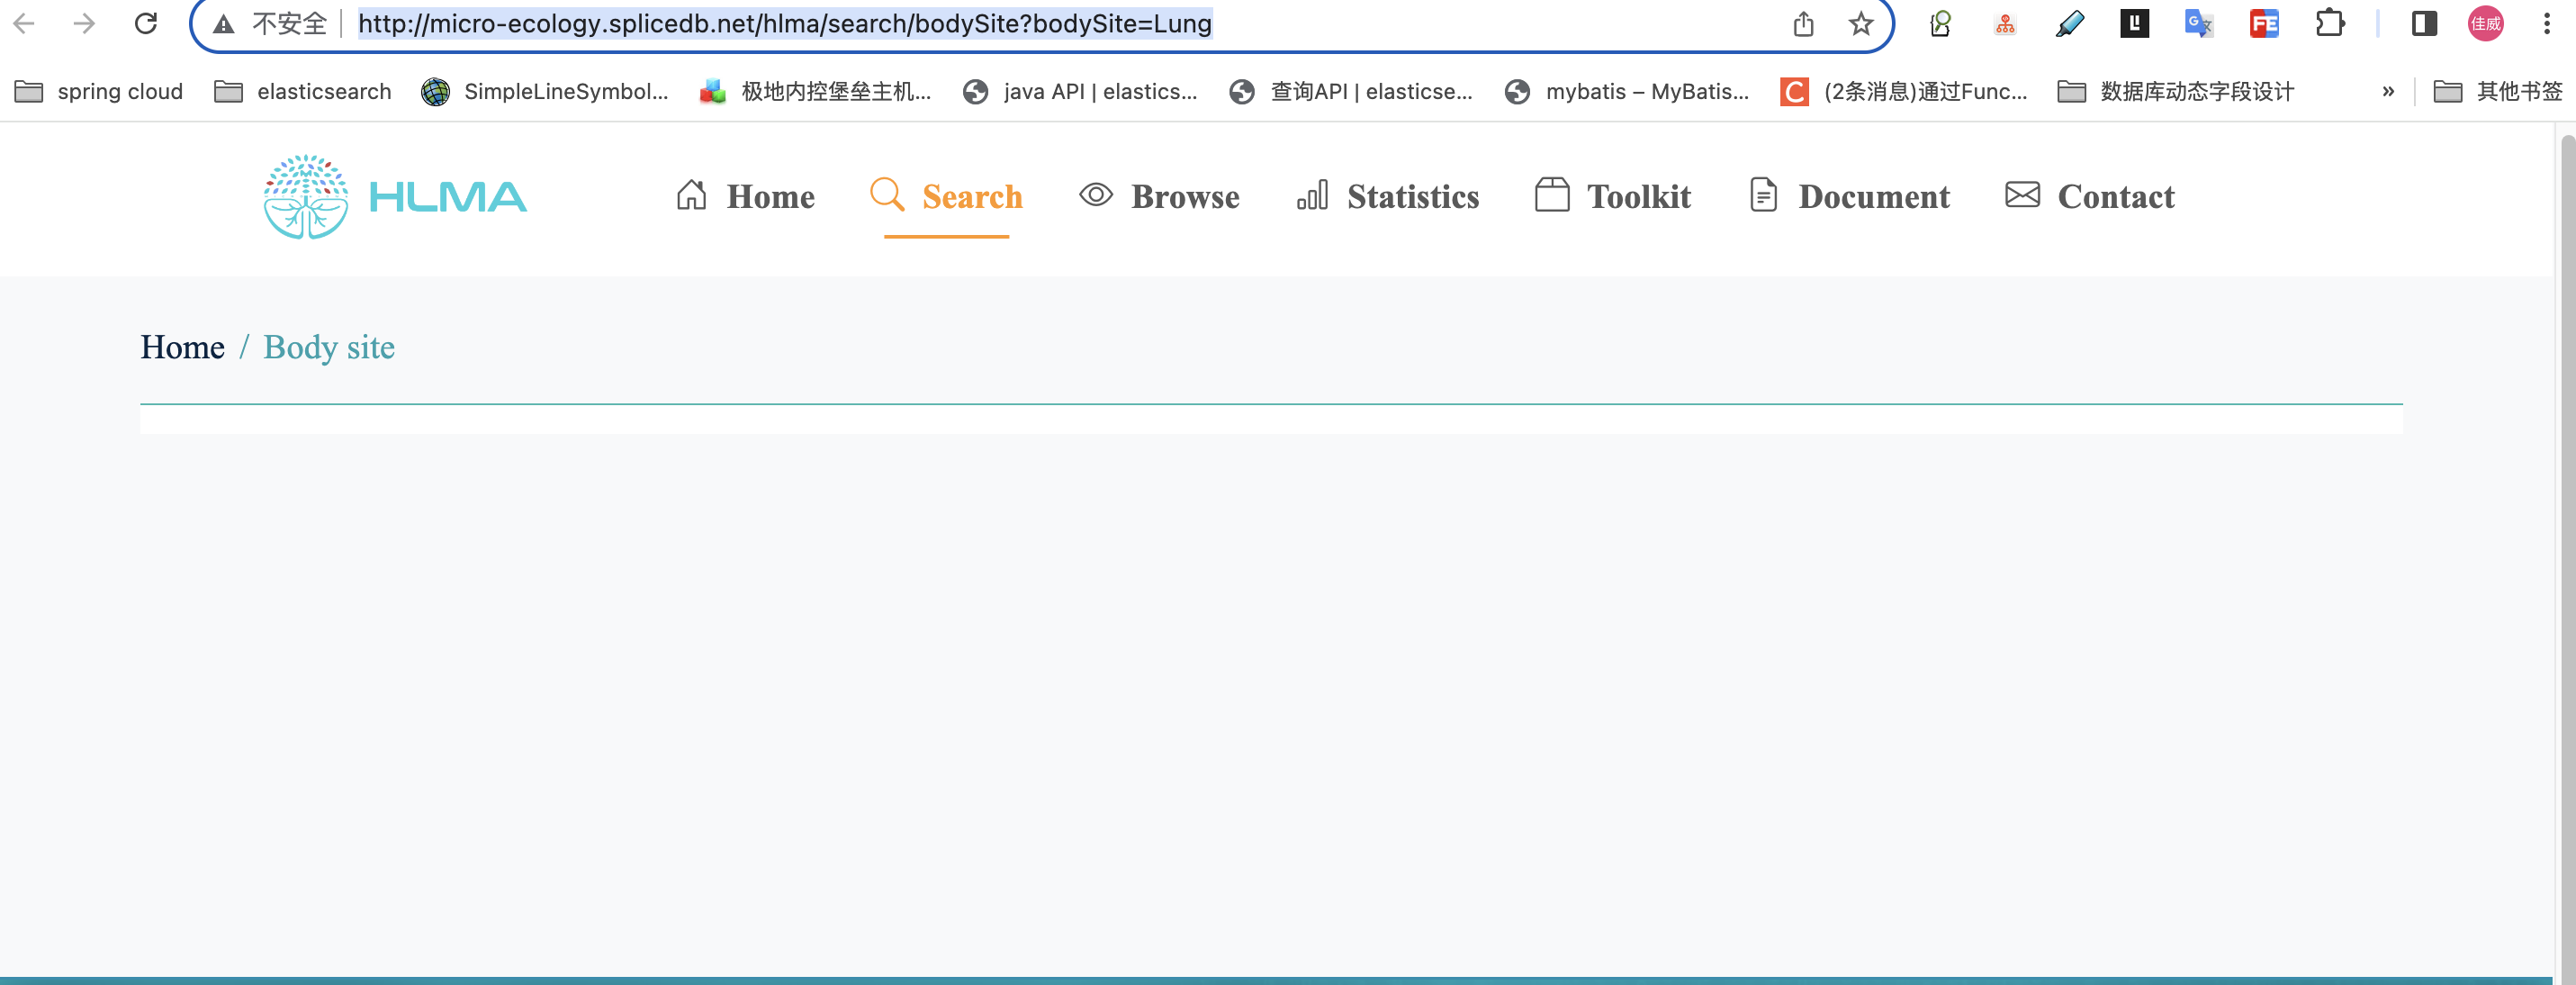 不安全 http://micro-ecology.splicedb.net/hlma/search/bodySite?bodySite=Lung 佳威
spring cloud elasticsearch SimpleLineSymbol... 极地内控堡垒主机... java API | elastics... 查询API | elasticse... mybatis – MyBatis... (2条消息)通过Func... 数据库动态字段设计 » 其他书签
HLMA Home Search Browse Statistics Toolkit Document Contact
Home / Body site